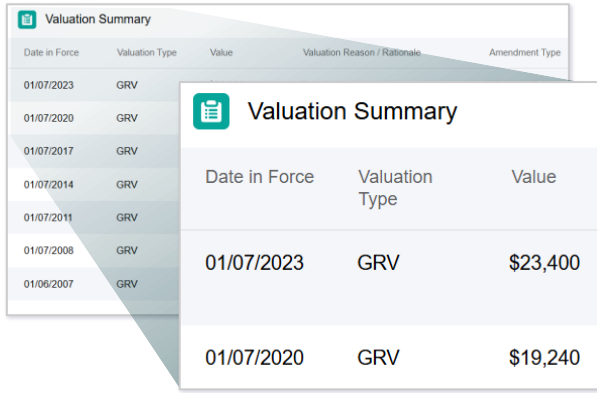 Valuation Summary
Date in Force Valuation Type Value Valuation Reason / Rationale Amendment Type
01/07/2023 GRV
01/07/2020 GRV
01/07/2017 GRV
01/07/2014 GRV
01/07/2011 GRV
01/07/2008 GRV
01/06/2007 GRV
Valuation Summary
Date in Force Valuation Value
Type
01/07/2023 GRV $23,400
01/07/2020 GRV $19,240